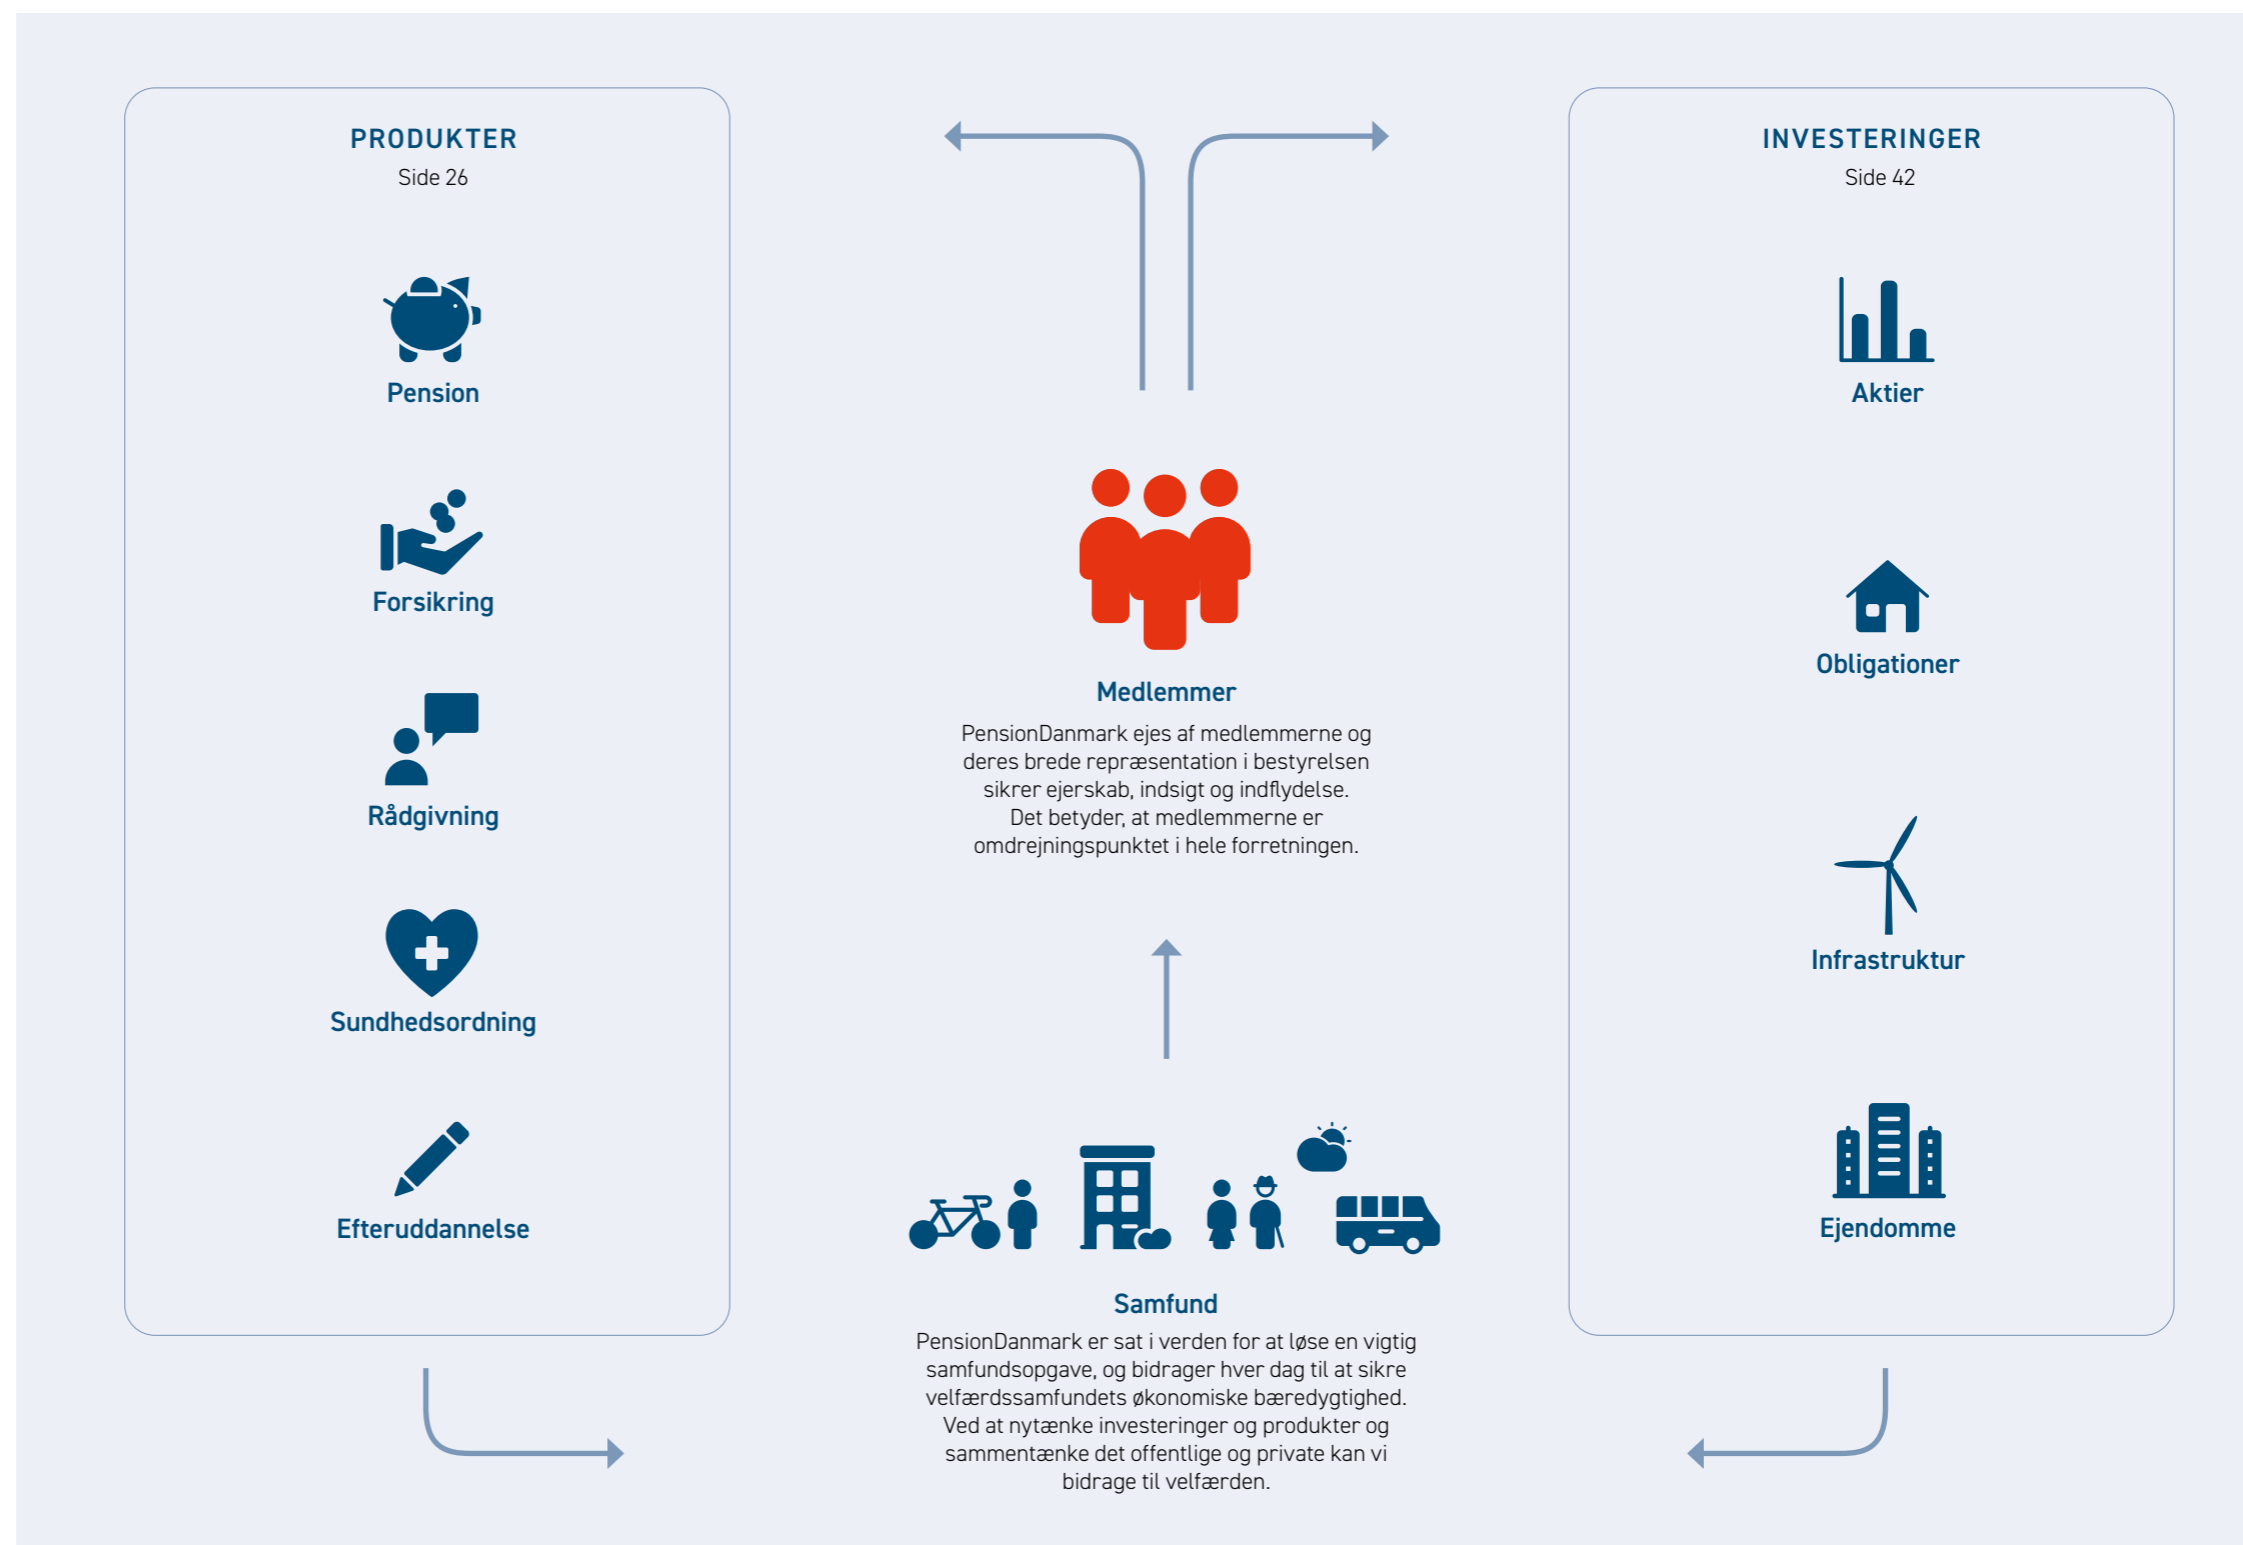 PRODUKTER
Side 26
Pension
Forsikring
Rådgivning
Sundhedsordning
Efteruddannelse
Medlemmer
PensionDanmark ejes af medlemmerne og
deres brede repræsentation i bestyrelsen
sikrer ejerskab, indsigt og indflydelse.
Det betyder, at medlemmerne er
omdrejningspunktet i hele forretningen.
Samfund
PensionDanmark er sat i verden for at løse en vigtig
samfundsopgave, og bidrager hver dag til at sikre
velfærdssamfundets økonomiske bæredygtighed.
Ved at nytænke investeringer og produkter og
sammentænke det offentlige og private kan vi
bidrage til velfærden.
INVESTERINGER
Side 42
Aktier
Obligationer
Infrastruktur
Ejendomme